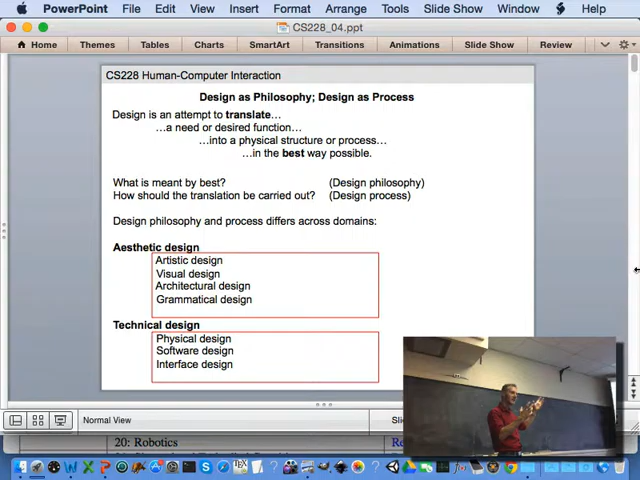 PowerPoint File Edit View Insert Format Arrange Tools Slide Show Window Help
CS228_04.ppt
Home Themes Tables Charts SmartArt Transitions Animations Slide Show Review
CS228 Human-Computer Interaction
Design as Philosophy; Design as Process
Design is an attempt to translate…
…a need or desired function…
…into a physical structure or process…
…in the best way possible.
What is meant by best? (Design philosophy)
How should the translation be carried out? (Design process)
Design philosophy and process differs across domains:
Aesthetic design
Artistic design
Visual design
Architectural design
Grammatical design
Technical design
Physical design
Software design
Interface design
Normal View
20: Robotics